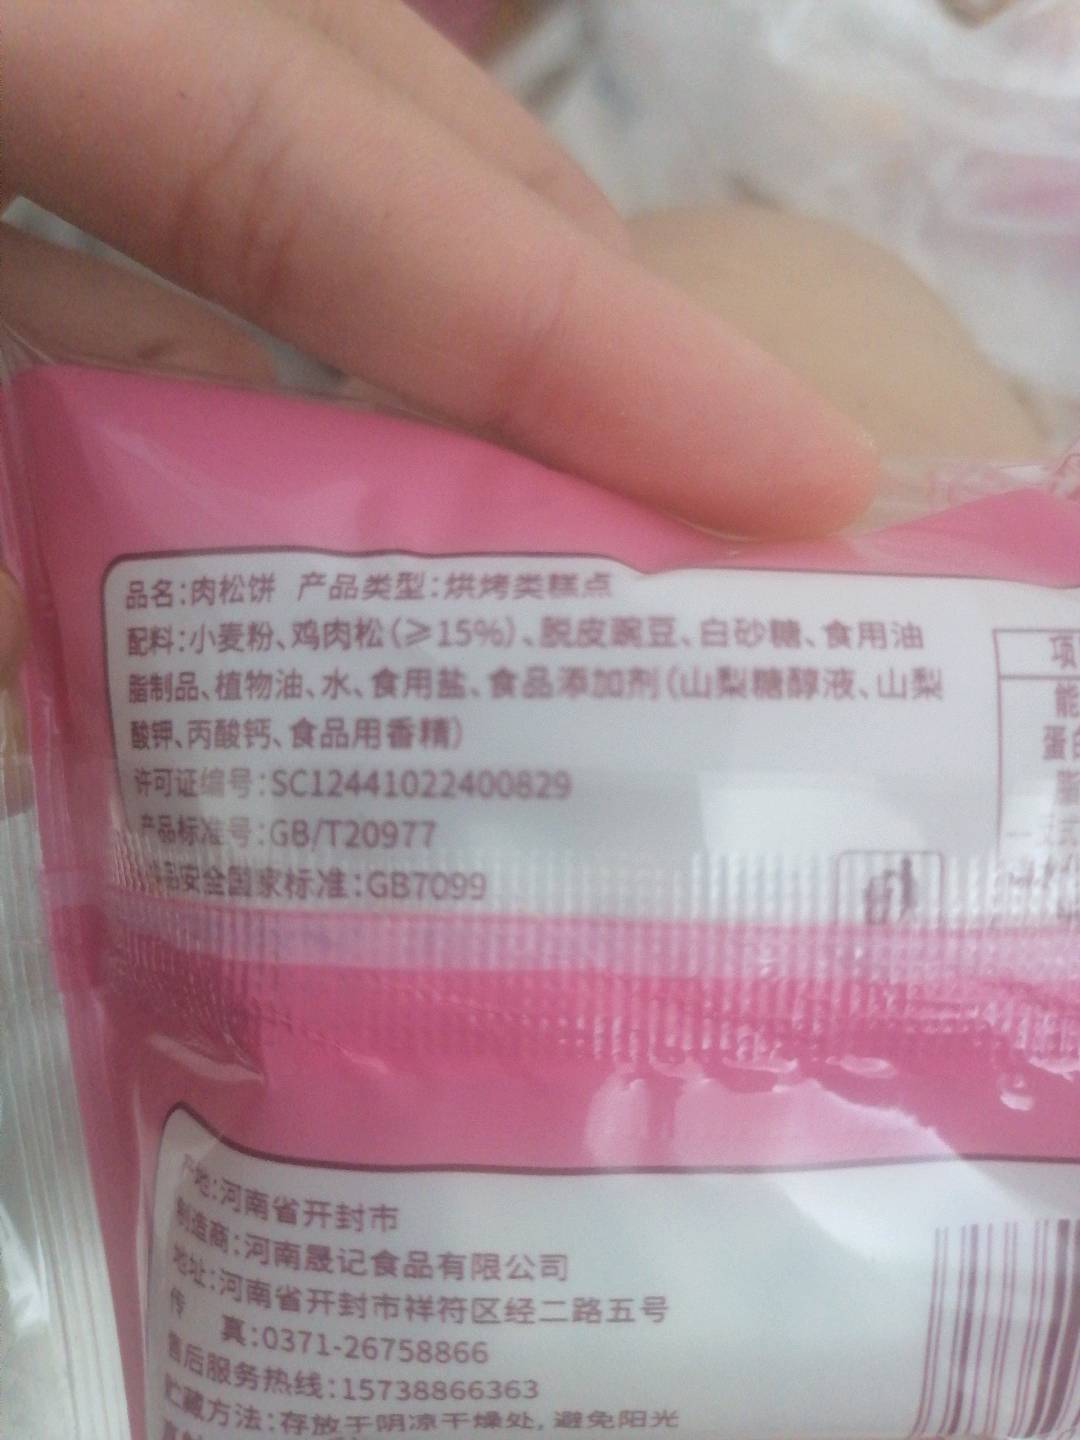 品名:肉松饼 产品类型:烘烤类糕点
配料:小麦粉、鸡肉松(≥15%)、脱皮豌豆、白砂糖、食用油
脂制品、植物油、水、食用盐、食品添加剂(山梨糖醇液、山梨
酸钾、丙酸钙、食品用香精)
许可证编号:SC12441022400829
产品标准号:GB/T20977
食品安全国家标准:GB7099
项
能
蛋白
脂
产地:河南省开封市
制造商:河南晟记食品有限公司
地址:河南省开封市祥符区经二路五号
传 真:0371-26758866
售后服务热线:15738866363
贮藏方法:存放于阴凉干燥处,避免阳光